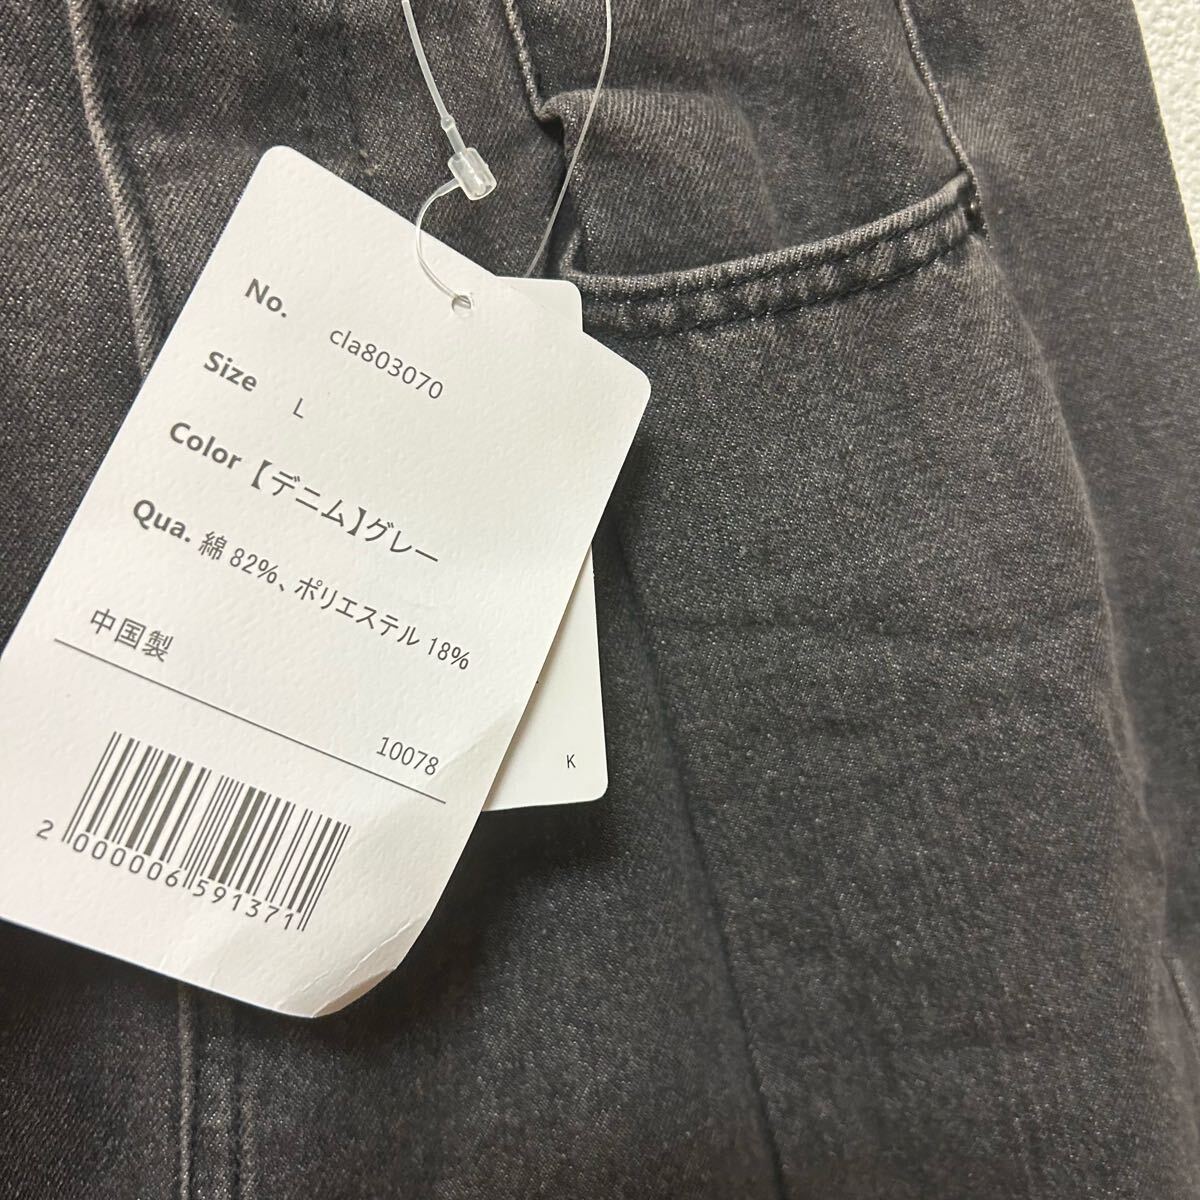 No. cla803070
Size L
Color 【デニム】グレー
Qua. 綿 82%、ポリエステル 18%
中国製
10078
2 000006 591371
K